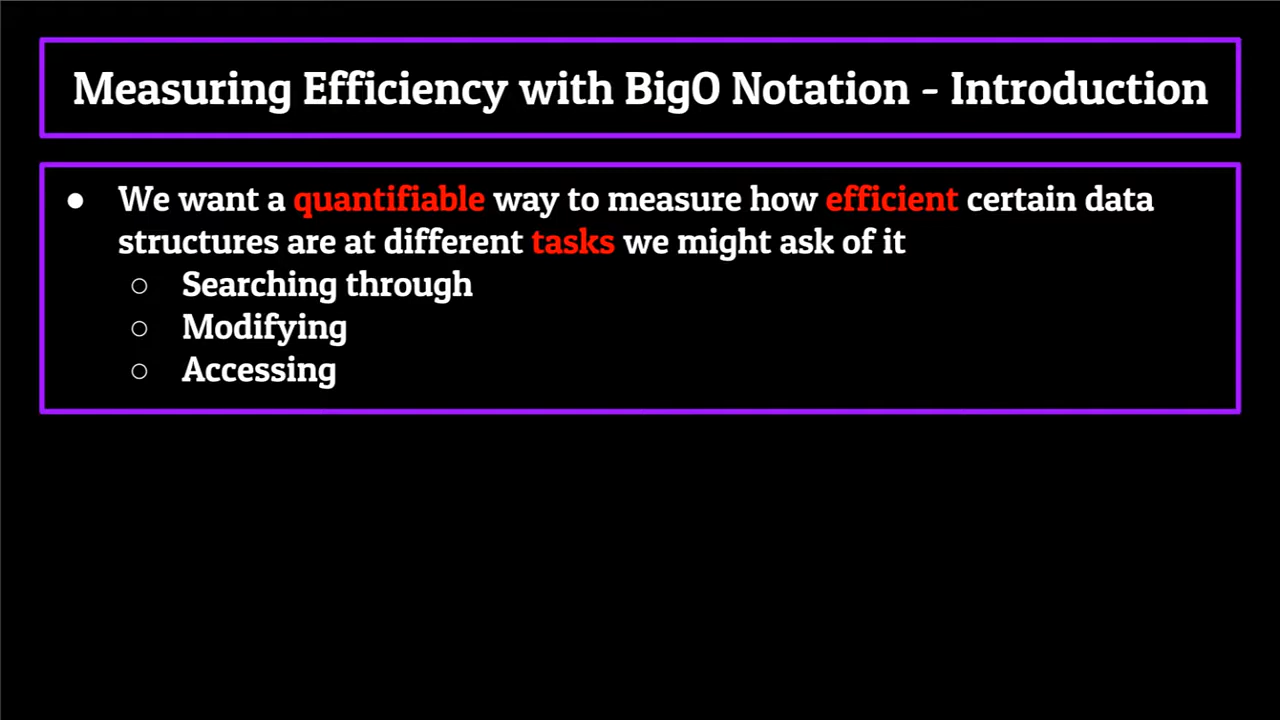 Measuring Efficiency with BigO Notation - Introduction
● We want a quantifiable way to measure how efficient certain data
structures are at different tasks we might ask of it
○ Searching through
○ Modifying
○ Accessing